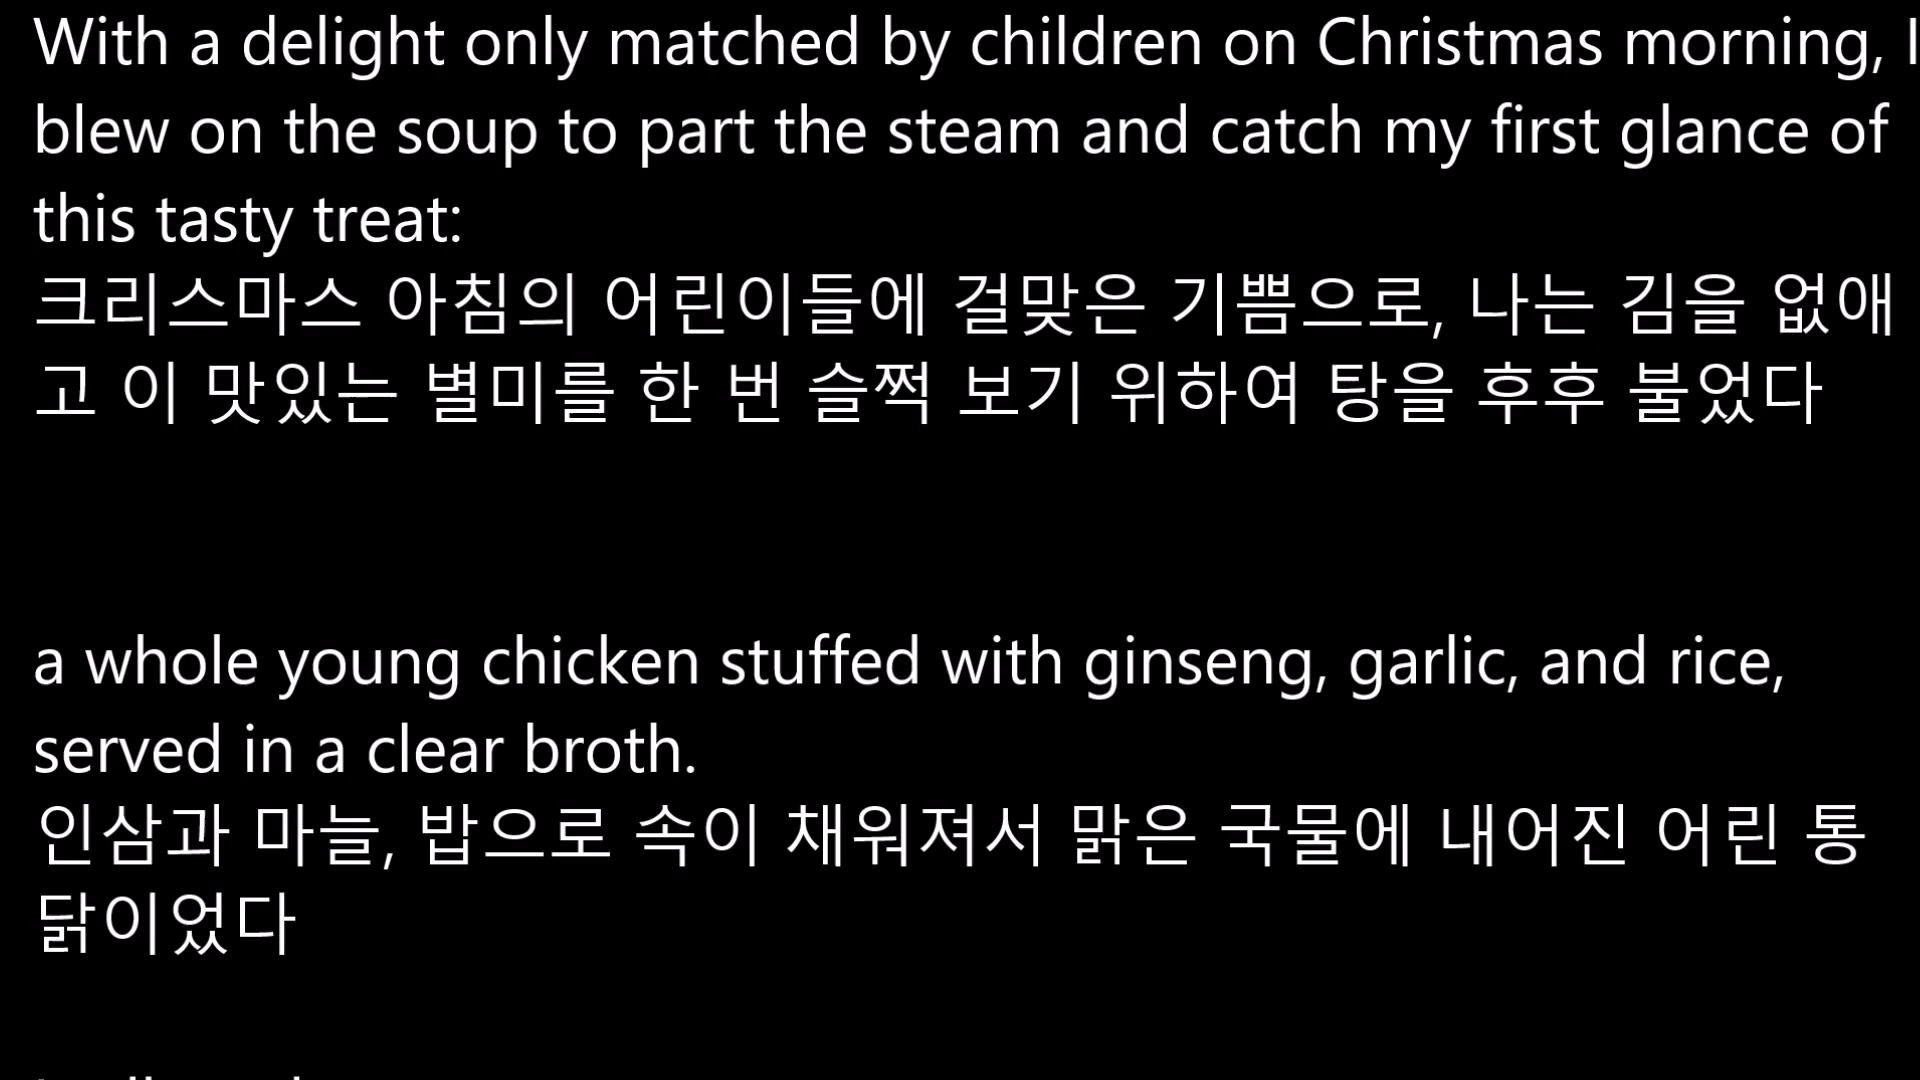 With a delight only matched by children on Christmas morning, I
blew on the soup to part the steam and catch my first glance of
this tasty treat:
크리스마스 아침의 어린이들에 걸맞은 기쁨으로, 나는 김을 없애
고 이 맛있는 별미를 한 번 슬쩍 보기 위하여 탕을 후후 불었다
a whole young chicken stuffed with ginseng, garlic, and rice,
served in a clear broth.
인삼과 마늘, 밥으로 속이 채워져서 맑은 국물에 내어진 어린 통
닭이었다